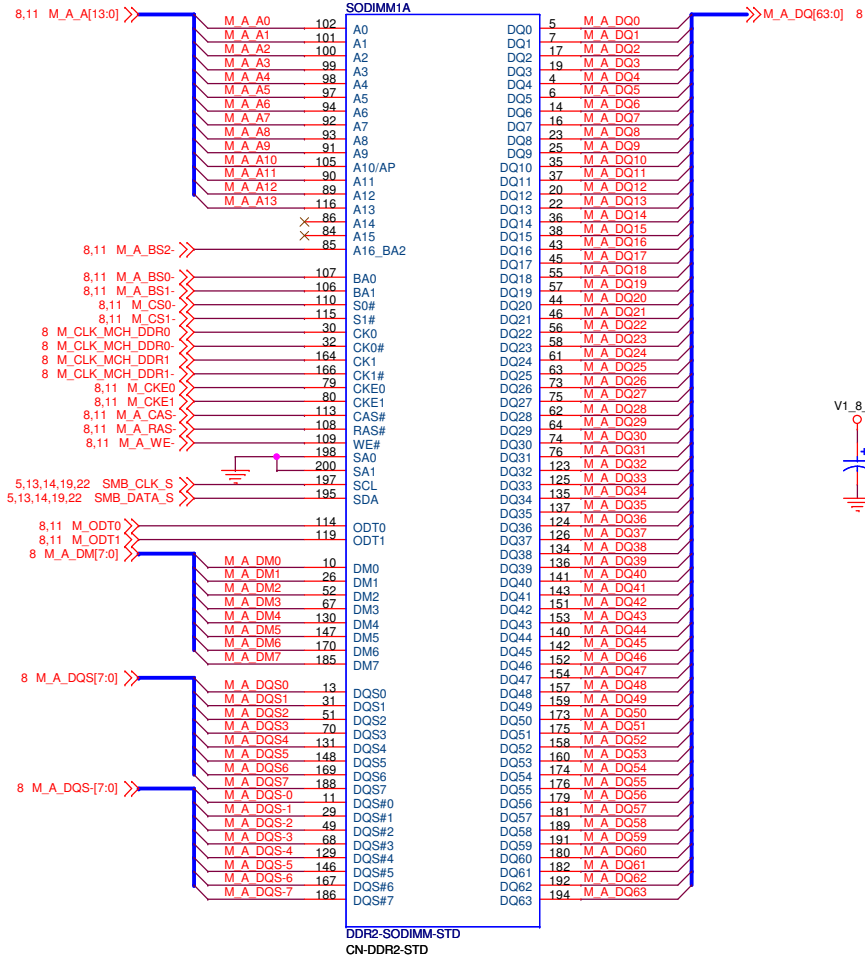 SODIMM1A
8,11 M_A_A[13:0]
M_A_A0 102 A0
M_A_A1 101 A1
M_A_A2 100 A2
M_A_A3 99 A3
M_A_A4 98 A4
M_A_A5 97 A5
M_A_A6 94 A6
M_A_A7 92 A7
M_A_A8 93 A8
M_A_A9 91 A9
M_A_A10 105 A10/AP
M_A_A11 90 A11
M_A_A12 89 A12
M_A_A13 116 A13
86 A14
84 A15
8,11 M_A_BS2- 85 A16_BA2
8,11 M_A_BS0- 107 BA0
8,11 M_A_BS1- 106 BA1
8,11 M_CS0- 110 S0#
8,11 M_CS1- 115 S1#
8 M_CLK_MCH_DDR0 30 CK0
8 M_CLK_MCH_DDR0- 32 CK0#
8 M_CLK_MCH_DDR1 164 CK1
8 M_CLK_MCH_DDR1- 166 CK1#
8,11 M_CKE0 79 CKE0
8,11 M_CKE1 80 CKE1
8,11 M_A_CAS- 113 CAS#
8,11 M_A_RAS- 108 RAS#
8,11 M_A_WE- 109 WE#
198 SA0
200 SA1
5,13,14,19,22 SMB_CLK_S 197 SCL
5,13,14,19,22 SMB_DATA_S 195 SDA
8,11 M_ODT0 114 ODT0
8,11 M_ODT1 119 ODT1
8 M_A_DM[7:0]
M_A_DM0 10 DM0
M_A_DM1 26 DM1
M_A_DM2 52 DM2
M_A_DM3 67 DM3
M_A_DM4 130 DM4
M_A_DM5 147 DM5
M_A_DM6 170 DM6
M_A_DM7 185 DM7
8 M_A_DQS[7:0]
M_A_DQS0 13 DQS0
M_A_DQS1 31 DQS1
M_A_DQS2 51 DQS2
M_A_DQS3 70 DQS3
M_A_DQS4 131 DQS4
M_A_DQS5 148 DQS5
M_A_DQS6 169 DQS6
M_A_DQS7 188 DQS7
8 M_A_DQS-[7:0]
M_A_DQS-0 11 DQS#0
M_A_DQS-1 29 DQS#1
M_A_DQS-2 49 DQS#2
M_A_DQS-3 68 DQS#3
M_A_DQS-4 129 DQS#4
M_A_DQS-5 146 DQS#5
M_A_DQS-6 167 DQS#6
M_A_DQS-7 186 DQS#7
M_A_DQ[63:0] 8
DQ0 5 M_A_DQ0
DQ1 7 M_A_DQ1
DQ2 17 M_A_DQ2
DQ3 19 M_A_DQ3
DQ4 4 M_A_DQ4
DQ5 6 M_A_DQ5
DQ6 14 M_A_DQ6
DQ7 16 M_A_DQ7
DQ8 23 M_A_DQ8
DQ9 25 M_A_DQ9
DQ10 35 M_A_DQ10
DQ11 37 M_A_DQ11
DQ12 20 M_A_DQ12
DQ13 22 M_A_DQ13
DQ14 36 M_A_DQ14
DQ15 38 M_A_DQ15
DQ16 43 M_A_DQ16
DQ17 45 M_A_DQ17
DQ18 55 M_A_DQ18
DQ19 57 M_A_DQ19
DQ20 44 M_A_DQ20
DQ21 46 M_A_DQ21
DQ22 56 M_A_DQ22
DQ23 58 M_A_DQ23
DQ24 61 M_A_DQ24
DQ25 63 M_A_DQ25
DQ26 73 M_A_DQ26
DQ27 75 M_A_DQ27
DQ28 62 M_A_DQ28
DQ29 64 M_A_DQ29
DQ30 74 M_A_DQ30
DQ31 76 M_A_DQ31
DQ32 123 M_A_DQ32
DQ33 125 M_A_DQ33
DQ34 135 M_A_DQ34
DQ35 137 M_A_DQ35
DQ36 124 M_A_DQ36
DQ37 126 M_A_DQ37
DQ38 134 M_A_DQ38
DQ39 136 M_A_DQ39
DQ40 141 M_A_DQ40
DQ41 143 M_A_DQ41
DQ42 151 M_A_DQ42
DQ43 153 M_A_DQ43
DQ44 140 M_A_DQ44
DQ45 142 M_A_DQ45
DQ46 152 M_A_DQ46
DQ47 154 M_A_DQ47
DQ48 157 M_A_DQ48
DQ49 159 M_A_DQ49
DQ50 173 M_A_DQ50
DQ51 175 M_A_DQ51
DQ52 158 M_A_DQ52
DQ53 160 M_A_DQ53
DQ54 174 M_A_DQ54
DQ55 176 M_A_DQ55
DQ56 179 M_A_DQ56
DQ57 181 M_A_DQ57
DQ58 189 M_A_DQ58
DQ59 191 M_A_DQ59
DQ60 180 M_A_DQ60
DQ61 182 M_A_DQ61
DQ62 192 M_A_DQ62
DQ63 194 M_A_DQ63
V1_8_
DDR2-SODIMM-STD
CN-DDR2-STD